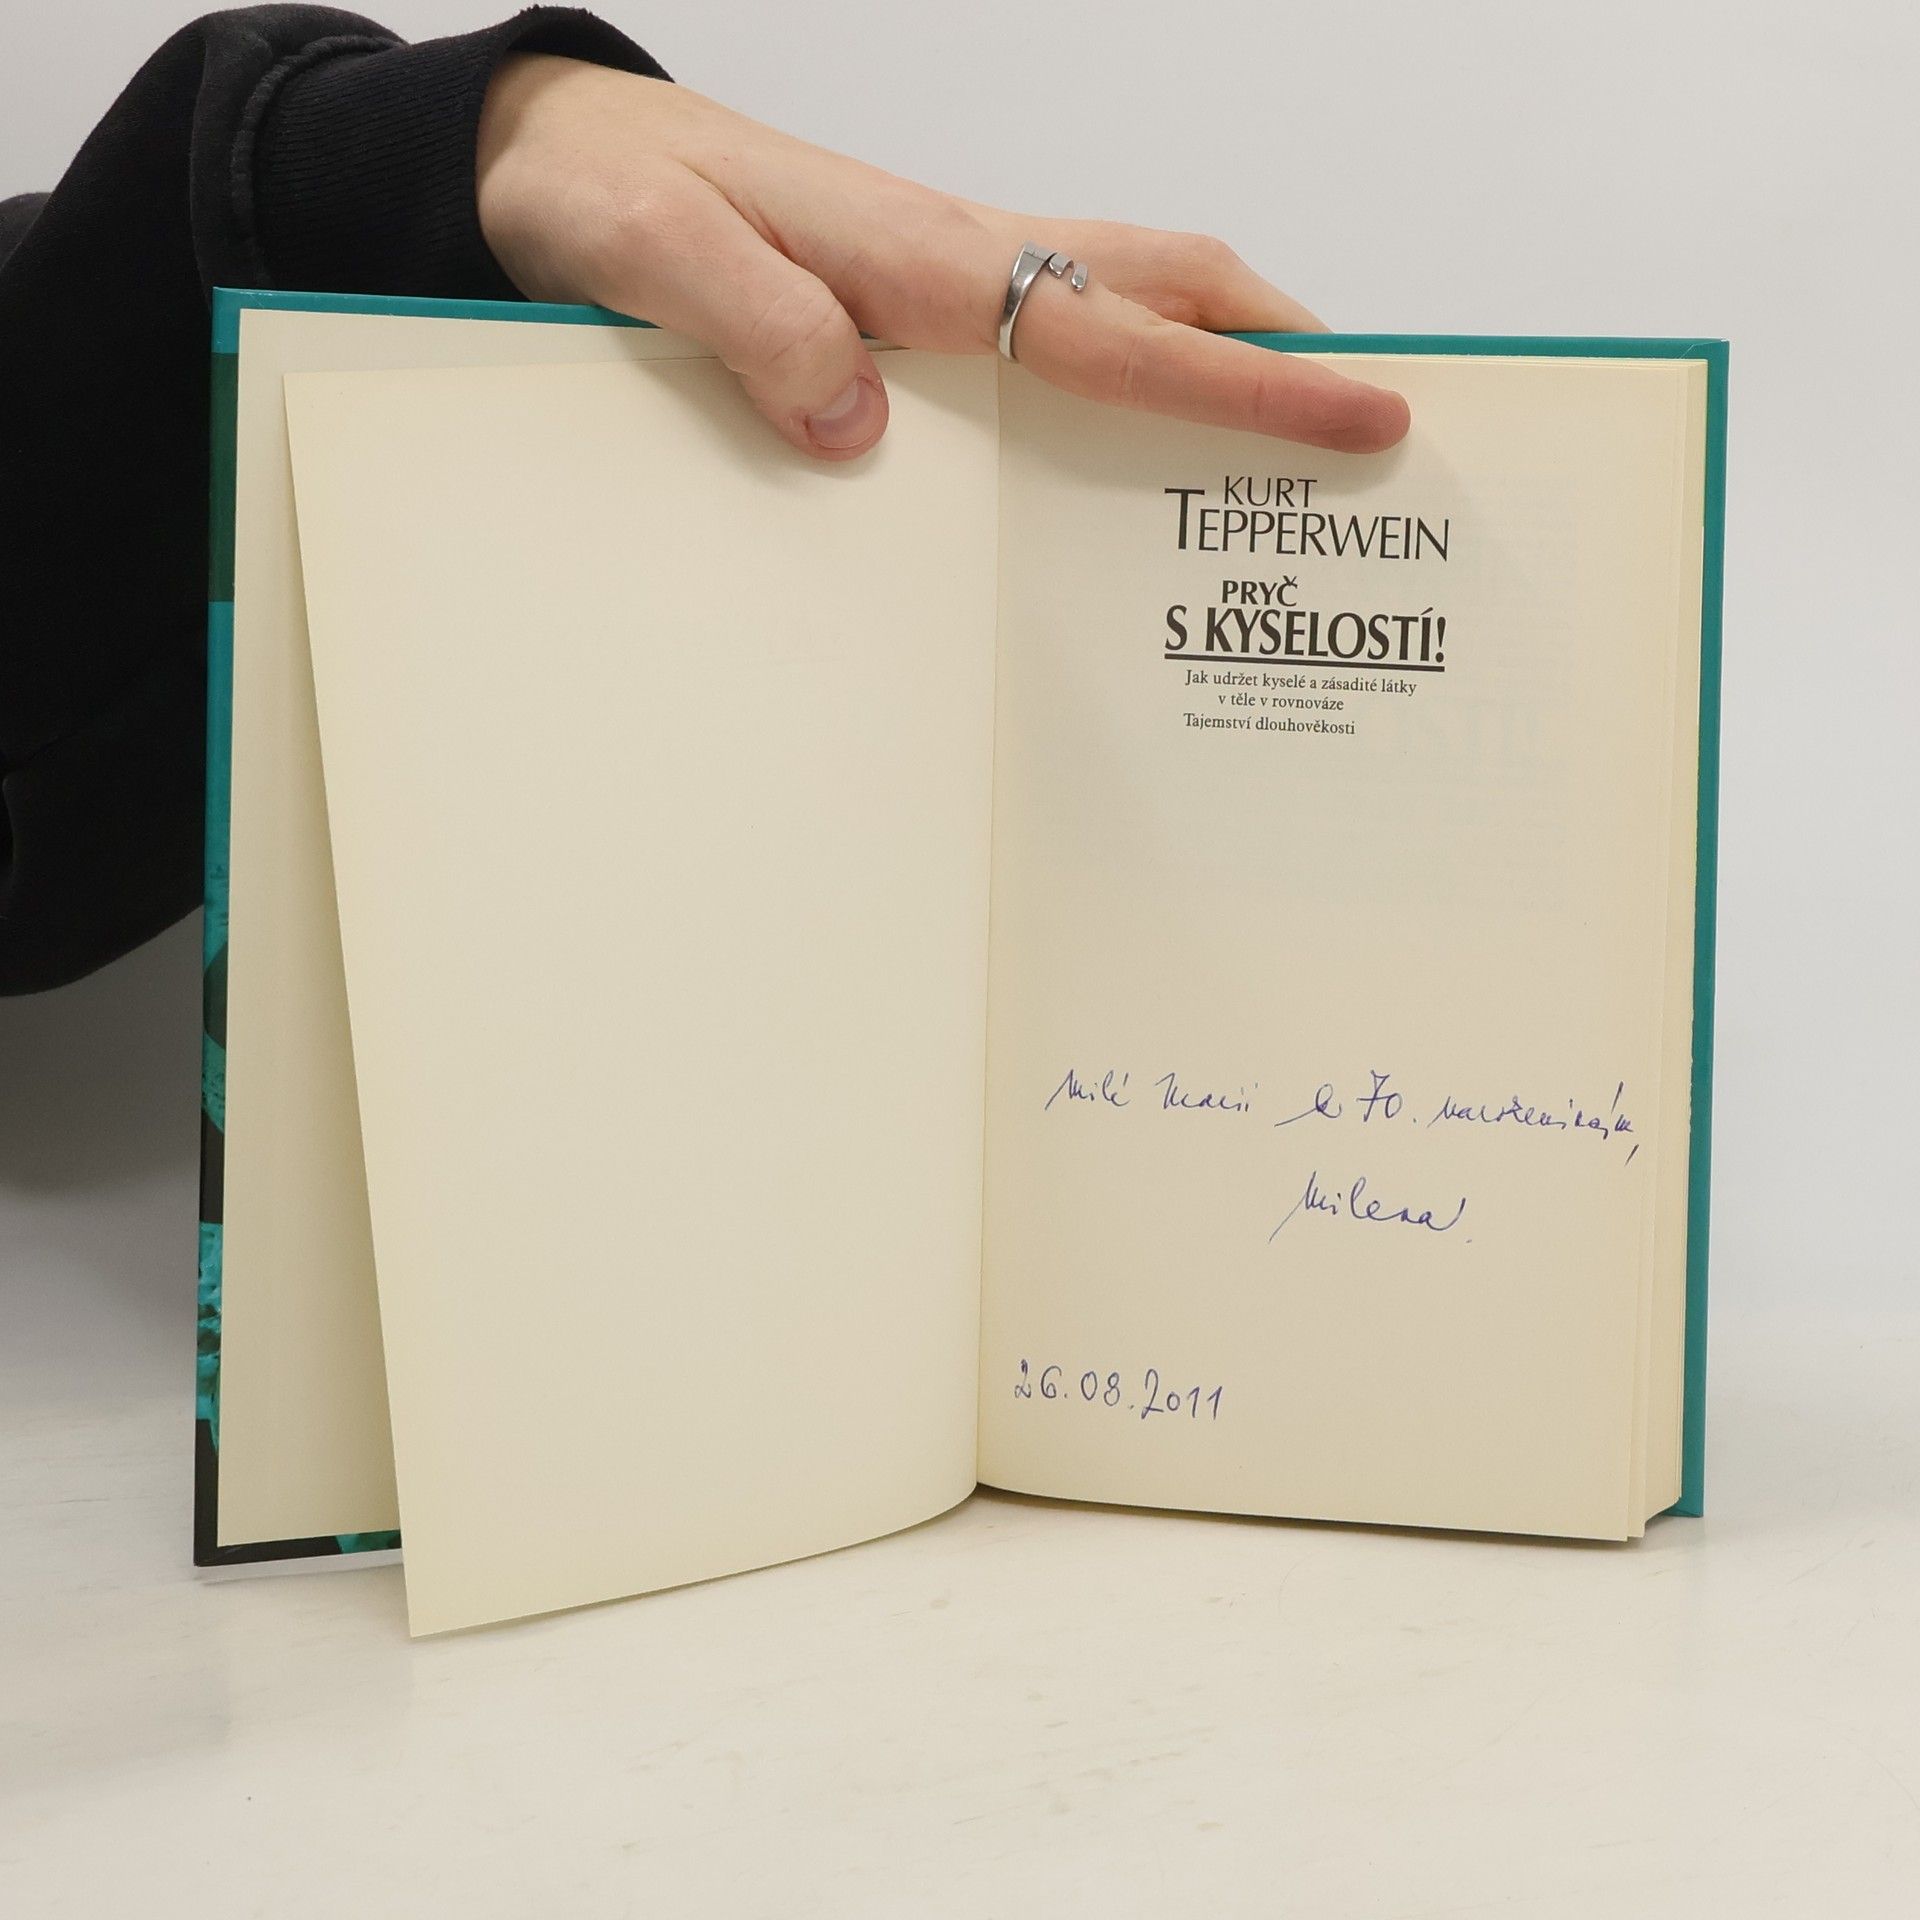 KURT
TEPPERWEIN
PRYČ
S KYSELOSTÍ!
Jak udržet kyselé a zásadité látky
v těle v rovnováze
Tajemství dlouhověkosti
Milé Marii k 70. narozeninám,
Milena.
26.08.2011